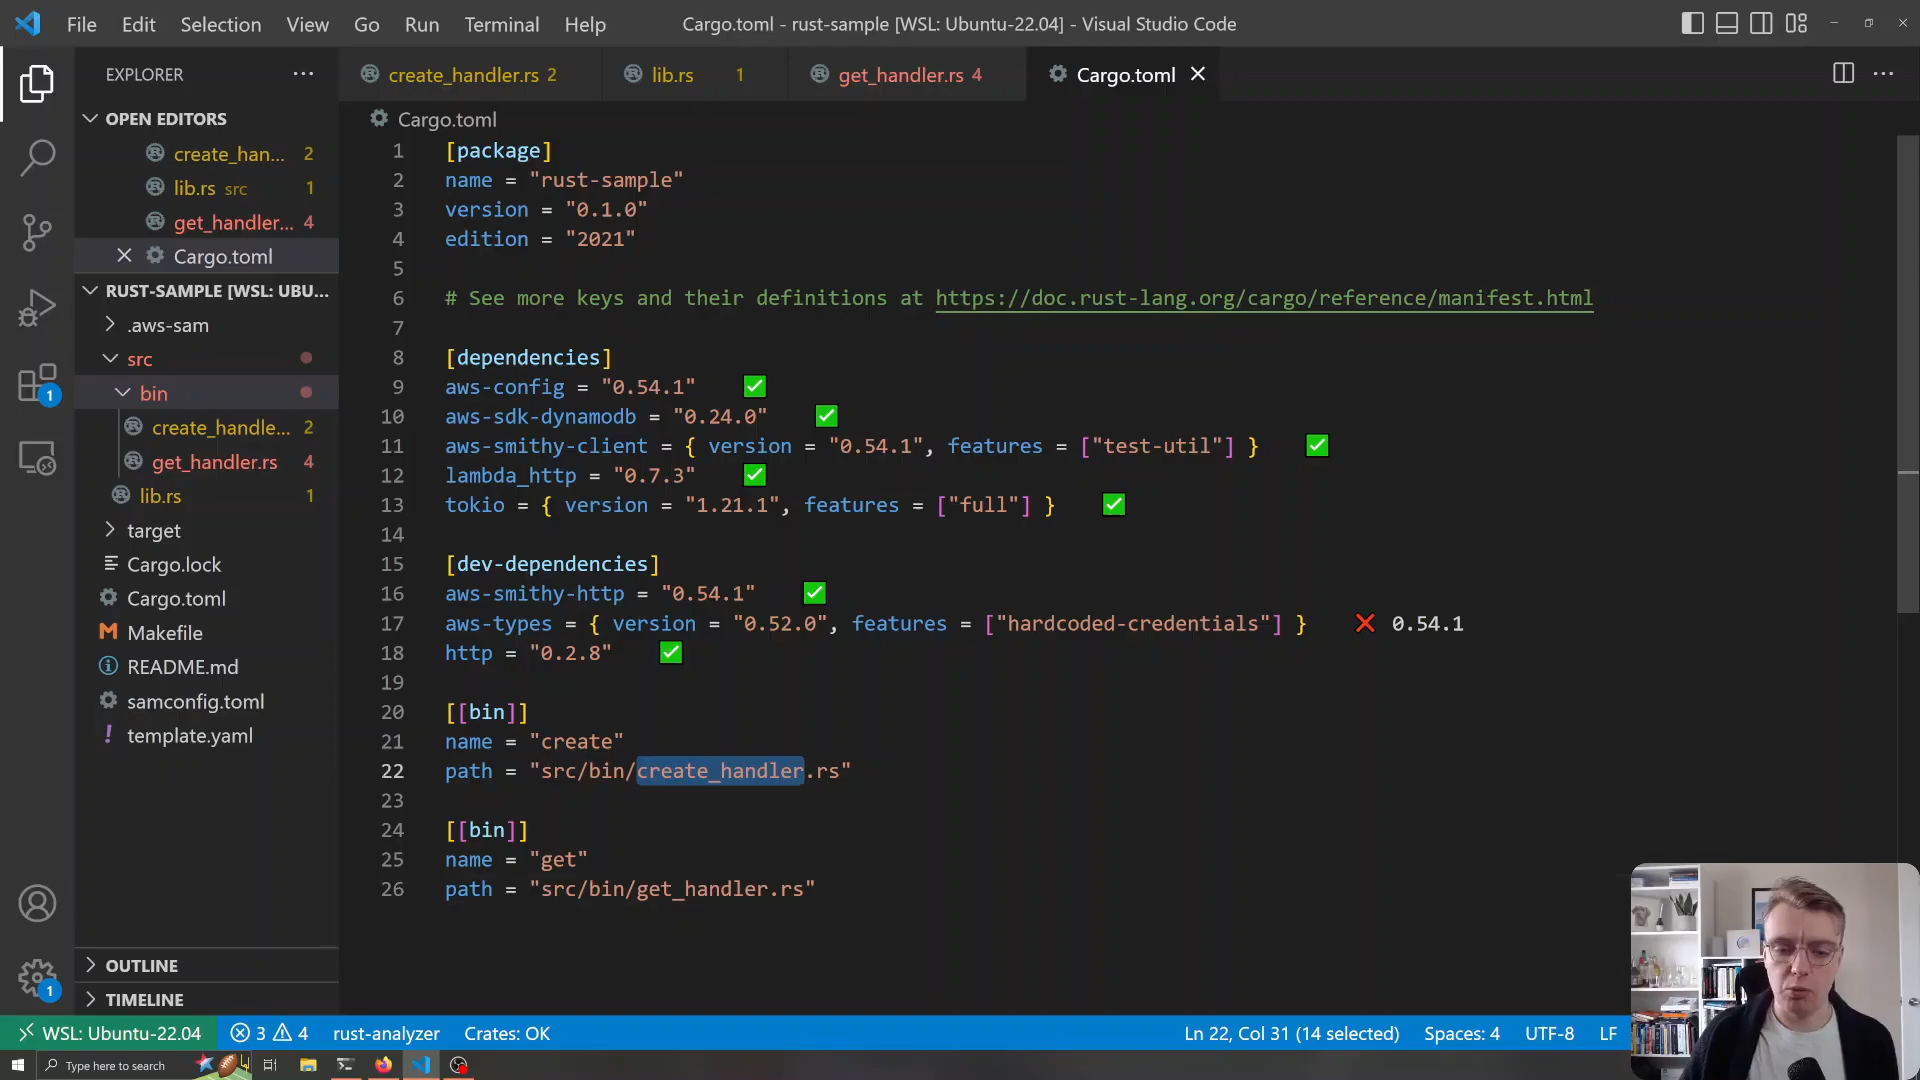 File Edit Selection View Go Run Terminal Help
Cargo.toml - rust-sample [WSL: Ubuntu-22.04] - Visual Studio Code
EXPLORER
create_handler.rs 2
lib.rs 1
get_handler.rs 4
Cargo.toml
OPEN EDITORS
create_han... 2
lib.rs src 1
get_handler... 4
Cargo.toml
RUST-SAMPLE [WSL: UBU...
.aws-sam
src
bin
create_handle... 2
get_handler.rs 4
lib.rs 1
target
Cargo.lock
Cargo.toml
Makefile
README.md
samconfig.toml
template.yaml
OUTLINE
TIMELINE
1
1
Cargo.toml
1 [package]
2 name = "rust-sample"
3 version = "0.1.0"
4 edition = "2021"
5
6 # See more keys and their definitions at https://doc.rust-lang.org/cargo/reference/manifest.html
7
8 [dependencies]
9 aws-config = "0.54.1" ✅
10 aws-sdk-dynamodb = "0.24.0" ✅
11 aws-smithy-client = { version = "0.54.1", features = ["test-util"] } ✅
12 lambda_http = "0.7.3" ✅
13 tokio = { version = "1.21.1", features = ["full"] } ✅
14
15 [dev-dependencies]
16 aws-smithy-http = "0.54.1" ✅
17 aws-types = { version = "0.52.0", features = ["hardcoded-credentials"] } ❌ 0.54.1
18 http = "0.2.8" ✅
19
20 [[bin]]
21 name = "create"
22 path = "src/bin/create_handler.rs"
23
24 [[bin]]
25 name = "get"
26 path = "src/bin/get_handler.rs"
WSL: Ubuntu-22.04 3 4 rust-analyzer Crates: OK Ln 22, Col 31 (14 selected) Spaces: 4 UTF-8 LF
Type here to search